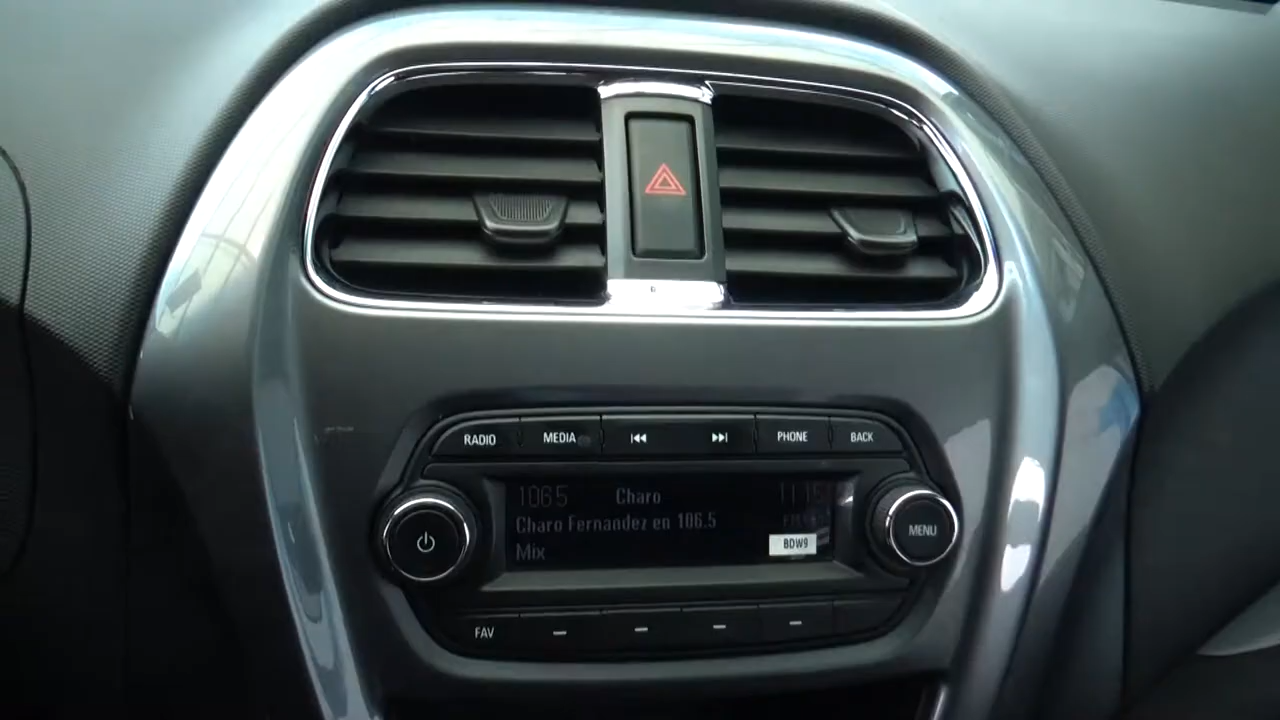 RADIO MEDIA PHONE BACK
106.5 Charo
Charo Fernandez en 106.5
Mix
BDW9
MENU
FAV